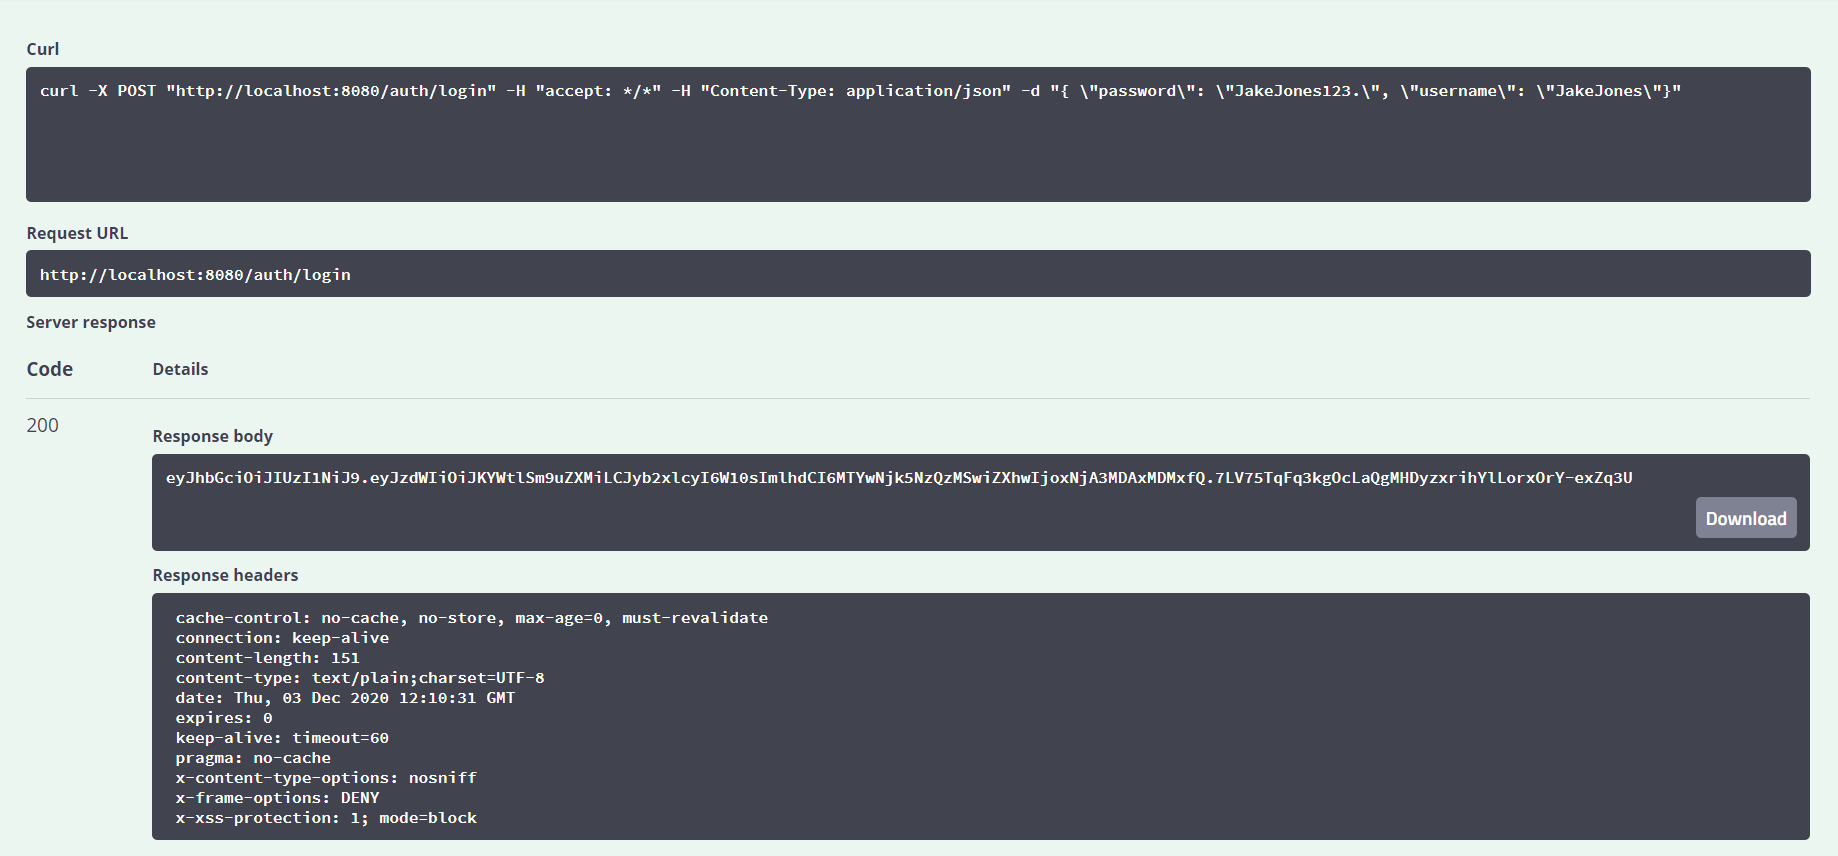 Curl
curl -X POST "http://localhost:8080/auth/login" -H "accept: */*" -H "Content-Type: application/json" -d "{ \"password\": \"JakeJones123.\", \"username\": \"JakeJones\"}"
Request URL
http://localhost:8080/auth/login
Server response
Code Details
200
Response body
eyJhbGciOiJIUzI1NiJ9.eyJzdWIiOiJKYWtlSm9uZXMiLCJyb2xlcyI6W10sImlhdCI6MTYwNjk5NzQzMSwiZXhwIjoxNjA3MDAxMDMxfQ.7LV75TqFq3kgOcLaQgMHDyzxrihYlLorxOrY-exZq3U
Download
Response headers
cache-control: no-cache, no-store, max-age=0, must-revalidate
connection: keep-alive
content-length: 151
content-type: text/plain;charset=UTF-8
date: Thu, 03 Dec 2020 12:10:31 GMT
expires: 0
keep-alive: timeout=60
pragma: no-cache
x-content-type-options: nosniff
x-frame-options: DENY
x-xss-protection: 1; mode=block